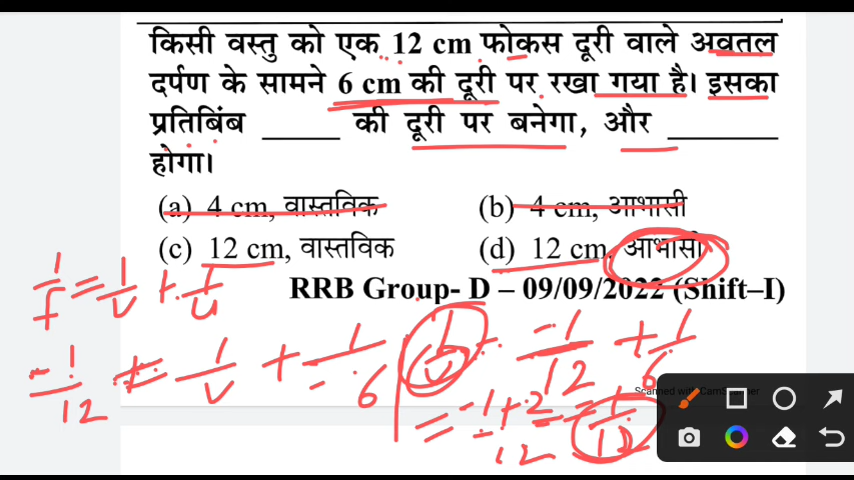 किसी वस्तु को एक 12 cm फोकस दूरी वाले अवतल
दर्पण के सामने 6 cm की दूरी पर रखा गया है। इसका
प्रतिबिंब _____ की दूरी पर बनेगा, और _______
होगा।
(a) 4 cm, वास्तविक (b) 4 cm, आभासी
(c) 12 cm, वास्तविक (d) 12 cm, आभासी
RRB Group- D – 09/09/2022 (Shift–I)
1/f = 1/v + 1/u
-1/12 = 1/v + 1/-6
1/v = -1/12 + 1/6
= -1+2/12 = 1/12
Scanned with CamScanner